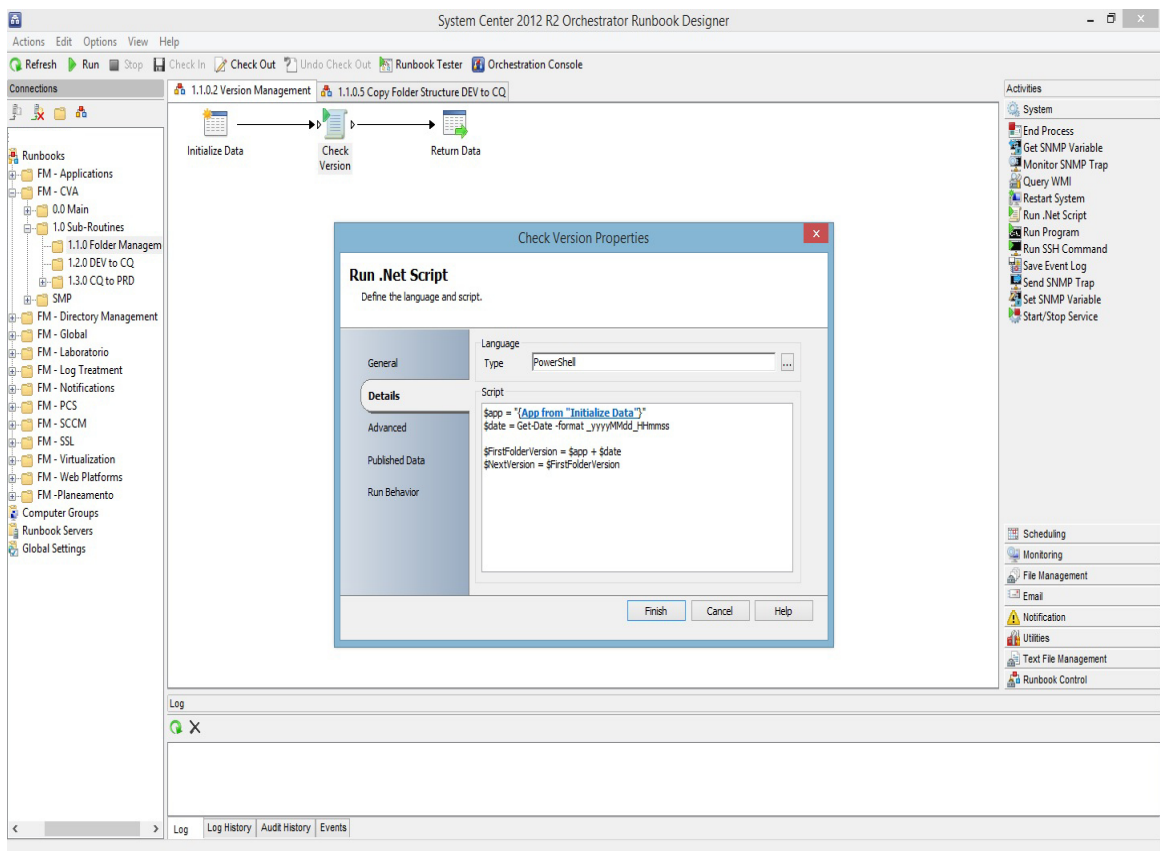 System Center 2012 R2 Orchestrator Runbook Designer
Actions Edit Options View Help
Refresh Run Stop Check In Check Out Undo Check Out Runbook Tester Orchestration Console
Connections
1.1.0.2 Version Management
1.1.0.5 Copy Folder Structure DEV to CQ
Activities
Runbooks
FM - Applications
FM - CVA
0.0 Main
1.0 Sub-Routines
1.1.0 Folder Managem
1.2.0 DEV to CQ
1.3.0 CQ to PRD
SMP
FM - Directory Management
FM - Global
FM - Laboratorio
FM - Log Treatment
FM - Notifications
FM - PCS
FM - SCCM
FM - SSL
FM - Virtualization
FM - Web Platforms
FM -Planeamento
Computer Groups
Runbook Servers
Global Settings
Initialize Data
Check
Version
Return Data
Check Version Properties
x
Run .Net Script
Define the language and script.
General
Details
Advanced
Published Data
Run Behavior
Language
Type PowerShell ...
Script
$app = "{App from "Initialize Data"}"
$date = Get-Date -format _yyyyMMdd_HHmmss
$FirstFolderVersion = $app + $date
$NextVersion = $FirstFolderVersion
Finish Cancel Help
System
End Process
Get SNMP Variable
Monitor SNMP Trap
Query WMI
Restart System
Run .Net Script
Run Program
Run SSH Command
Save Event Log
Send SNMP Trap
Set SNMP Variable
Start/Stop Service
Scheduling
Monitoring
File Management
Email
Notification
Utilities
Text File Management
Runbook Control
Log
Log Log History Audit History Events